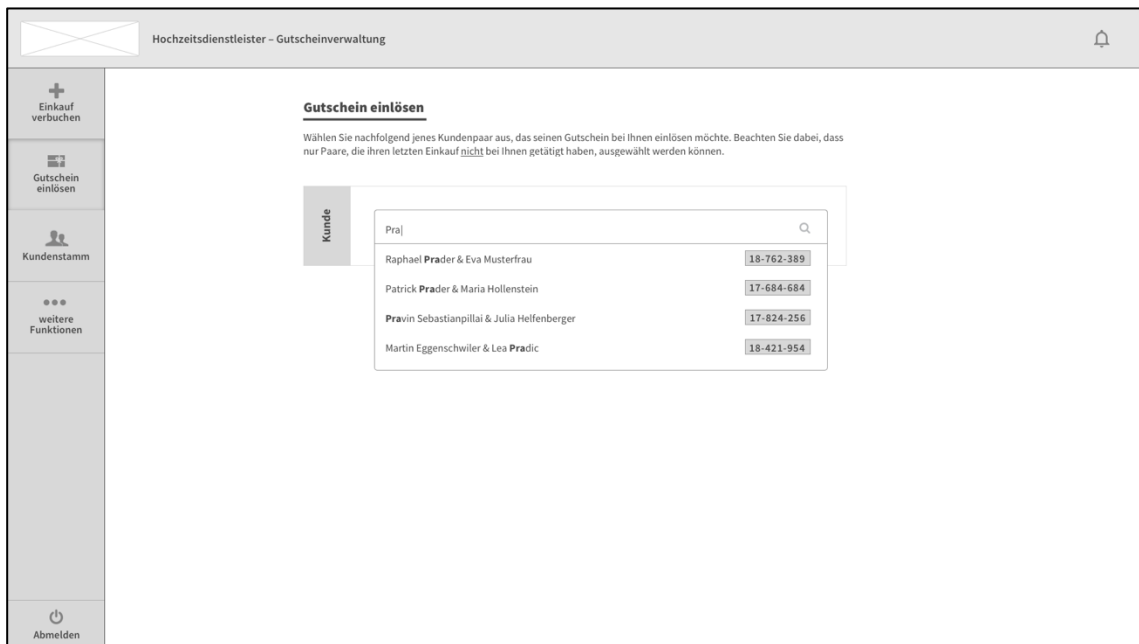 Hochzeitsdienstleister – Gutscheinverwaltung
Einkauf
verbuchen
Gutschein
einlösen
Kundenstamm
weitere
Funktionen
Abmelden
Gutschein einlösen
Wählen Sie nachfolgend jenes Kundenpaar aus, das seinen Gutschein bei Ihnen einlösen möchte. Beachten Sie dabei, dass
nur Paare, die ihren letzten Einkauf nicht bei Ihnen getätigt haben, ausgewählt werden können.
Kunde
Pra
Raphael Prader & Eva Musterfrau 18-762-389
Patrick Prader & Maria Hollenstein 17-684-684
Pravin Sebastianpillai & Julia Helfenberger 17-824-256
Martin Eggenschwiler & Lea Pradic 18-421-954